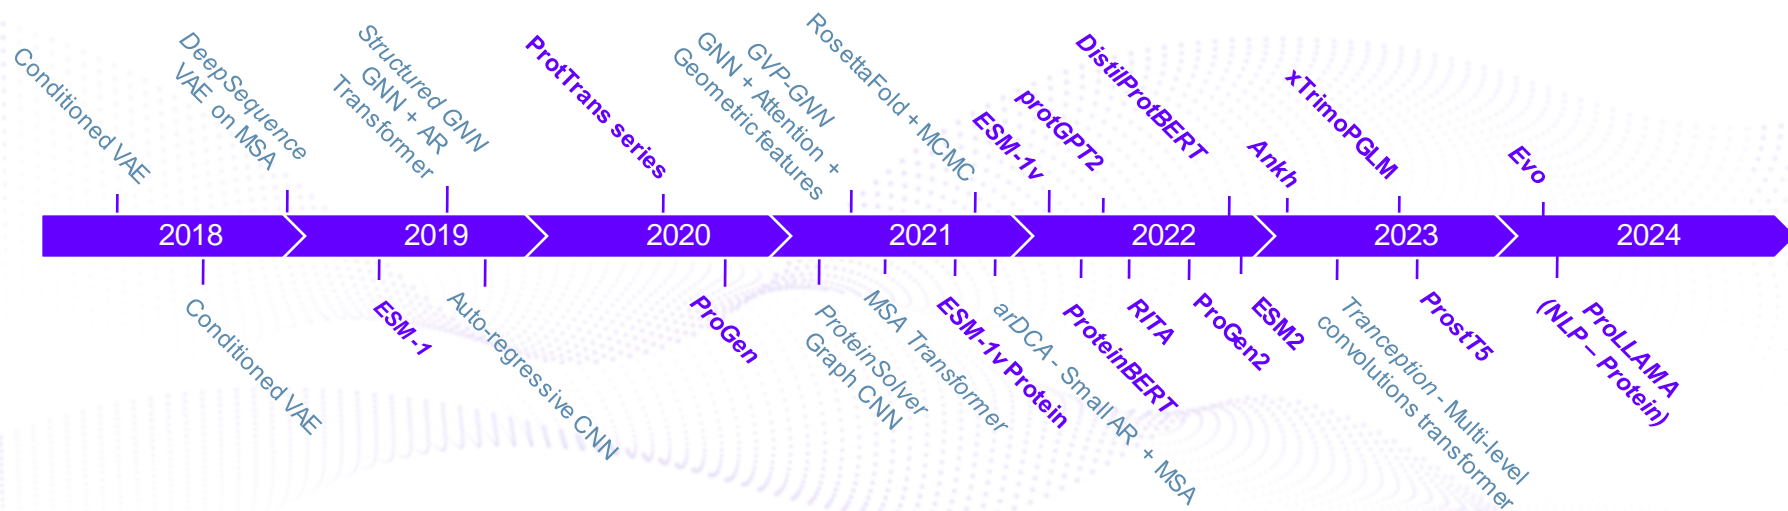 Conditioned VAE
DeepSequence
VAE on MSA
Structured GNN
GNN + AR
Transformer
ProtTrans series
GVP-GNN
GNN + Attention +
Geometric features
RosettaFold + MCMC
ESM-1v
protGPT2
DistilProtBERT
Ankh
xTrimoPGLM
Evo
2018
2019
2020
2021
2022
2023
2024
Conditioned VAE
ESM-1
Auto-regressive CNN
ProGen
ProteinSolver
Graph CNN
MSA Transformer
ESM-1v Protein
arDCA - Small AR + MSA
ProteinBERT
RITA
ProGen2
ESM2
Tranception - Multi-level
convolutions transformer
ProstT5
ProLLAMA
(NLP – Protein)